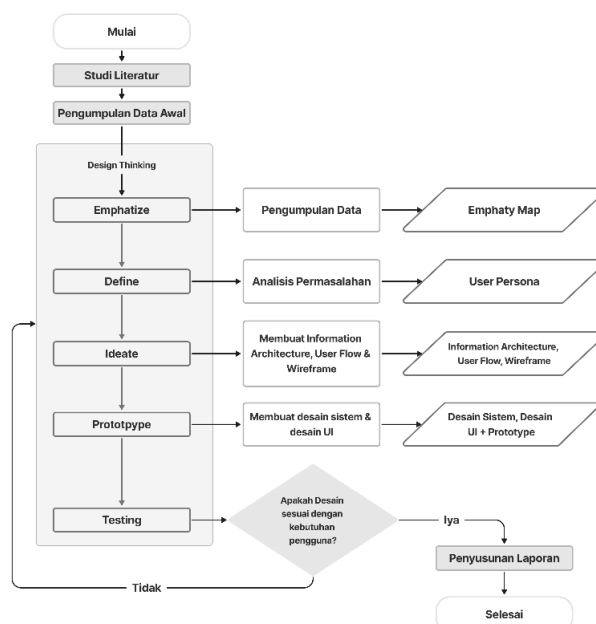 Mulai
Studi Literatur
Pengumpulan Data Awal
Design Thinking
Emphatize
Pengumpulan Data
Emphaty Map
Define
Analisis Permasalahan
User Persona
Ideate
Membuat Information
Architecture, User Flow &
Wireframe
Information Architecture,
User Flow, Wireframe
Prototpype
Membuat desain sistem &
desain UI
Desain Sistem, Desain
UI + Prototype
Testing
Apakah Desain
sesuai dengan
kebutuhan
pengguna?
Iya
Penyusunan Laporan
Tidak
Selesai